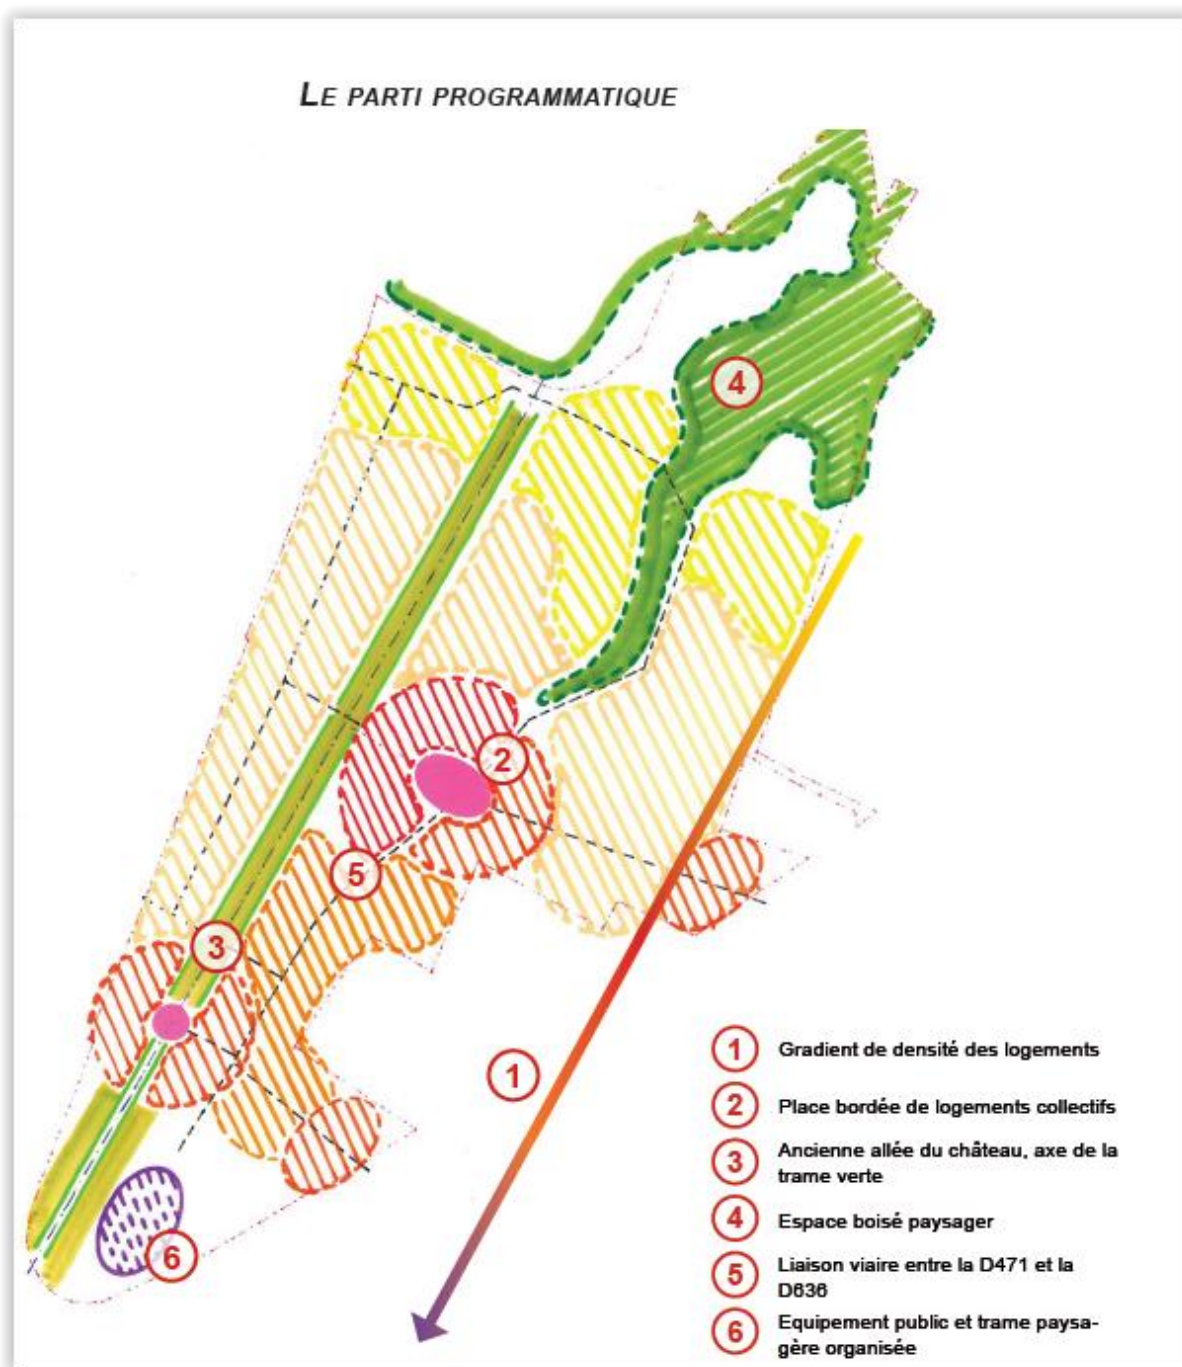 LE PARTI PROGRAMMATIQUE
4
2
5
3
1
6
1 Gradient de densité des logements
2 Place bordée de logements collectifs
3 Ancienne allée du château, axe de la
trame verte
4 Espace boisé paysager
5 Liaison viaire entre la D471 et la
D636
6 Equipement public et trame paysa-
gère organisée